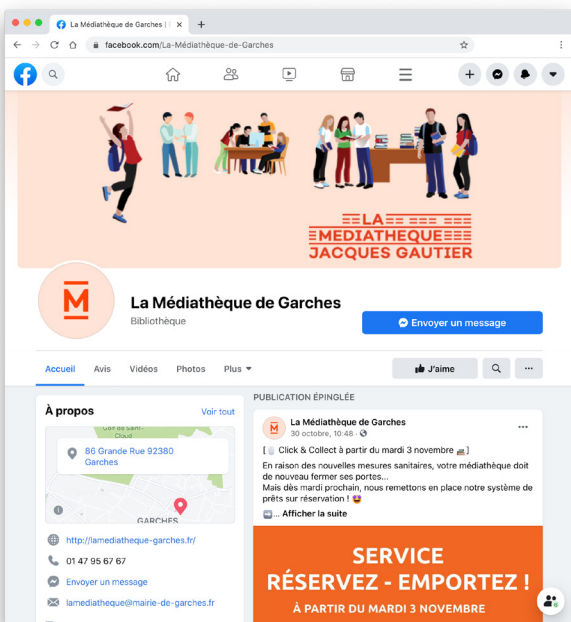 La Médiathèque de Garches |
facebook.com/La-Médiathèque-de-Garches
LA
MEDIATHEQUE
JACQUES GAUTIER
M
La Médiathèque de Garches
Bibliothèque
Envoyer un message
Accueil Avis Vidéos Photos Plus
J'aime
À propos
Voir tout
Golf de Saint-
Cloud
86 Grande Rue 92380
Garches
GARCHES
http://lamediatheque-garches.fr/
01 47 95 67 67
Envoyer un message
lamediatheque@mairie-de-garches.fr
PUBLICATION ÉPINGLÉE
M
La Médiathèque de Garches
30 octobre, 10:48 ·
[ Click & Collect à partir du mardi 3 novembre ]
En raison des nouvelles mesures sanitaires, votre médiathèque doit
de nouveau fermer ses portes...
Mais dès mardi prochain, nous remettons en place notre système de
prêts sur réservation !
... Afficher la suite
SERVICE
RÉSERVEZ - EMPORTEZ !
À PARTIR DU MARDI 3 NOVEMBRE